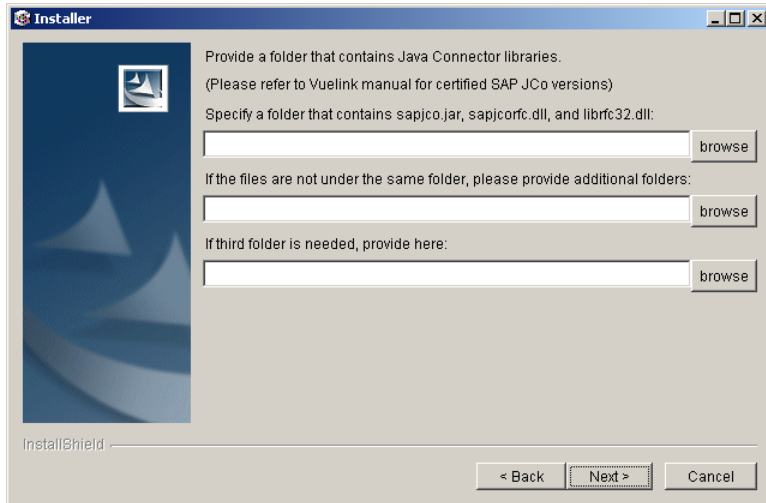 Installer
Provide a folder that contains Java Connector libraries.
(Please refer to Vuelink manual for certified SAP JCo versions)
Specify a folder that contains sapjco.jar, sapjcorfc.dll, and librfc32.dll:
browse
If the files are not under the same folder, please provide additional folders:
browse
If third folder is needed, provide here:
browse
InstallShield
< Back Next > Cancel